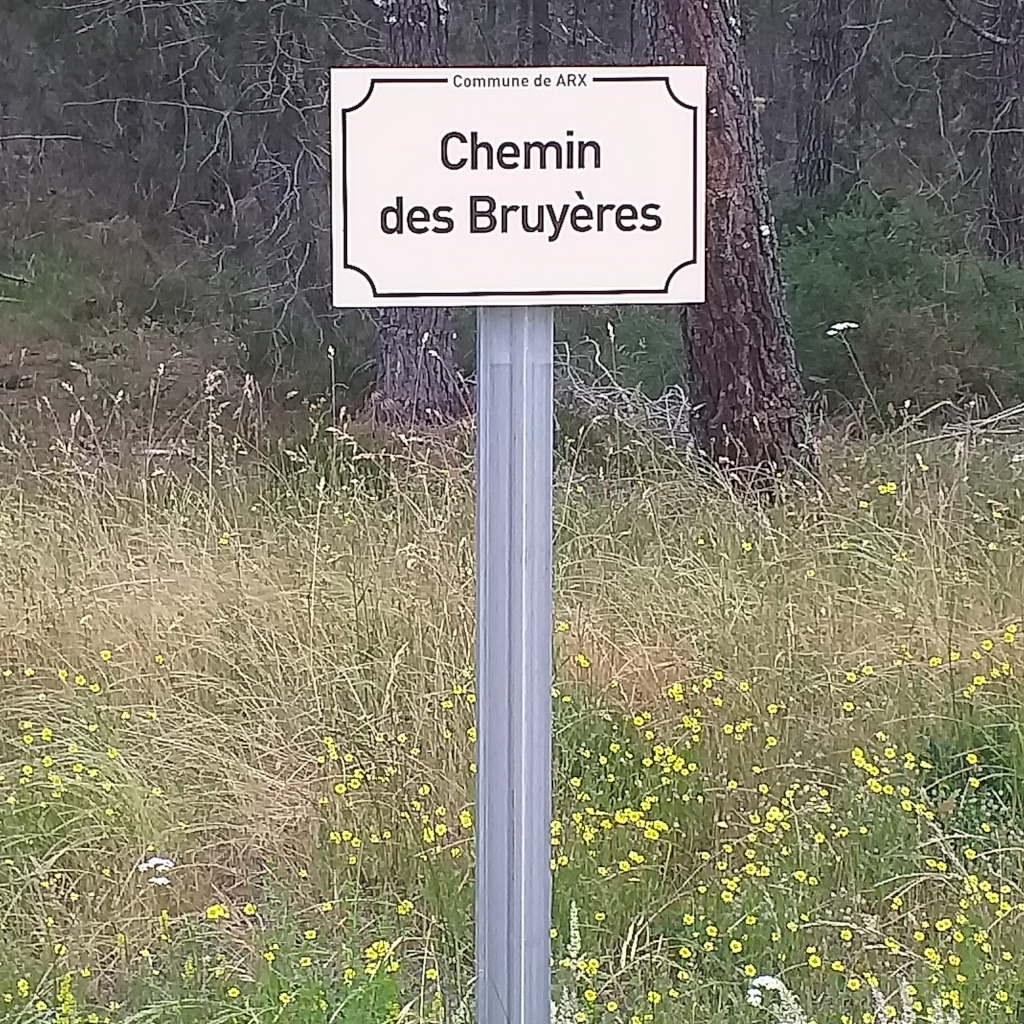 Commune de ARX
Chemin
des Bruyères